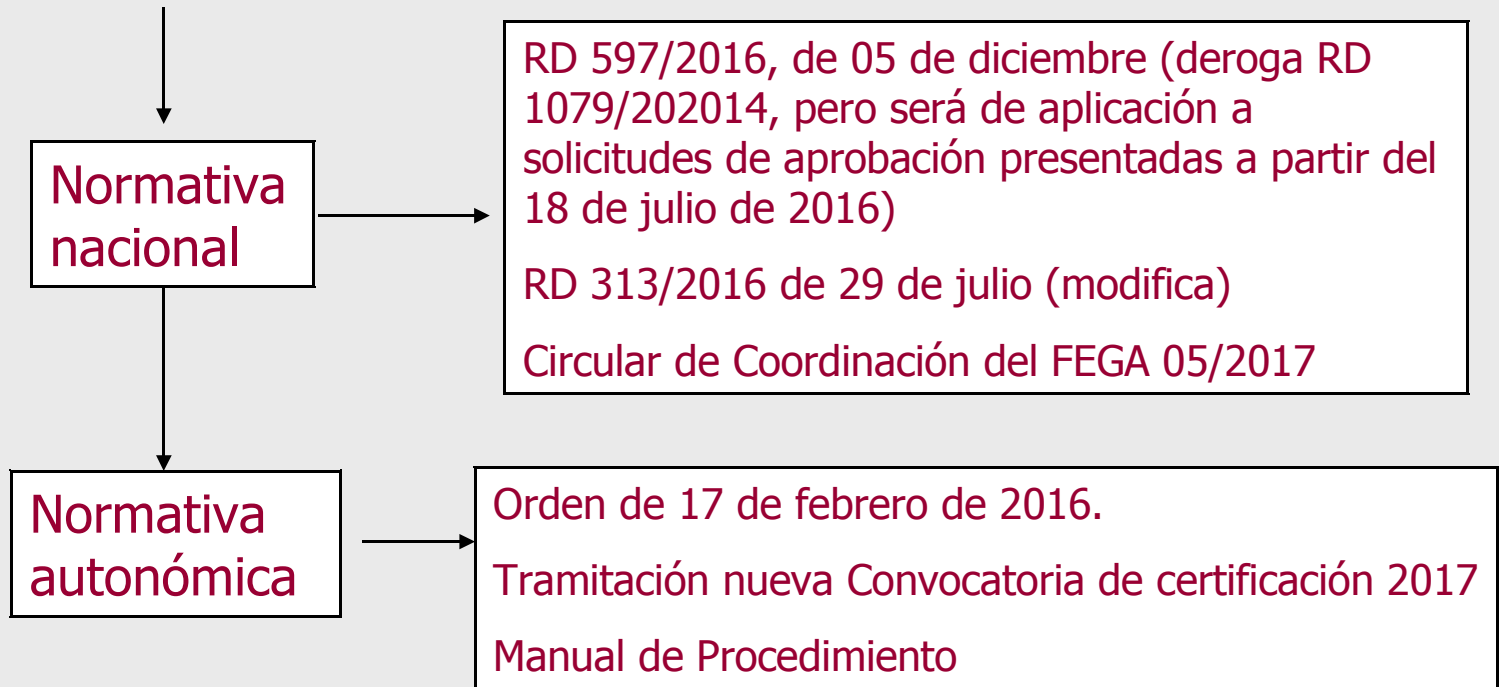 Normativa
nacional
RD 597/2016, de 05 de diciembre (deroga RD
1079/202014, pero será de aplicación a
solicitudes de aprobación presentadas a partir del
18 de julio de 2016)
RD 313/2016 de 29 de julio (modifica)
Circular de Coordinación del FEGA 05/2017
Normativa
autonómica
Orden de 17 de febrero de 2016.
Tramitación nueva Convocatoria de certificación 2017
Manual de Procedimiento